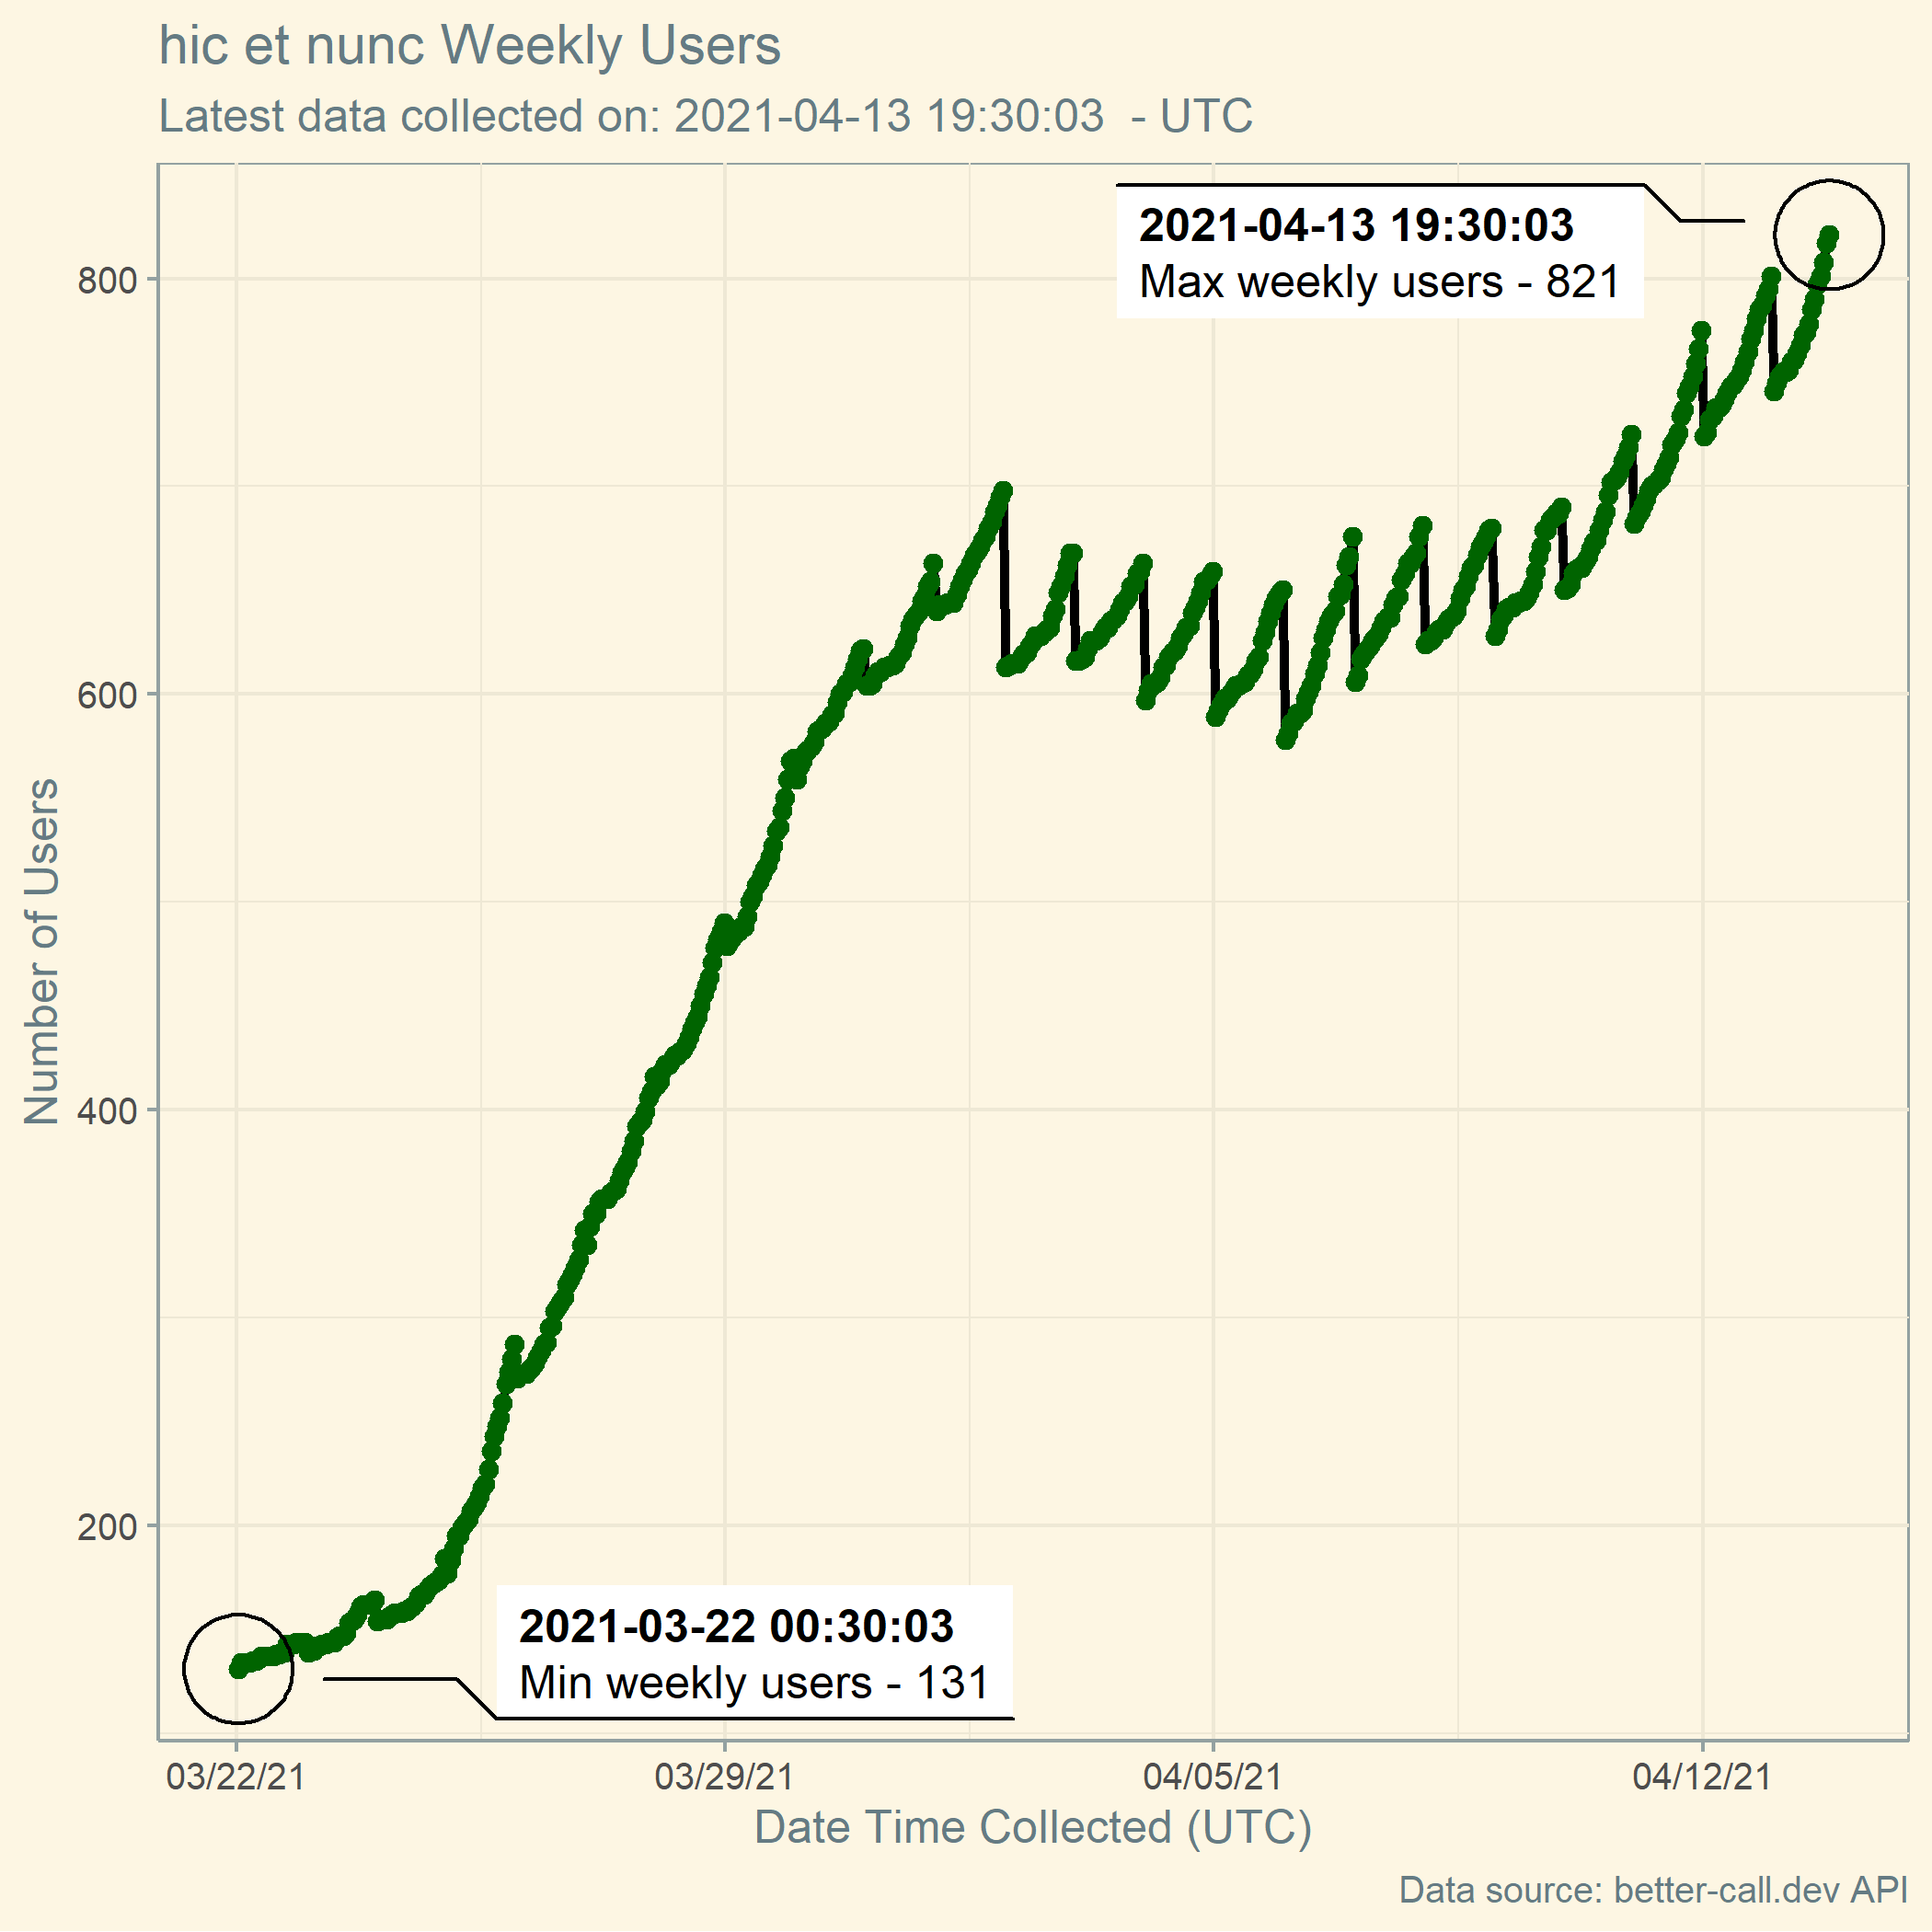 hic et nunc Weekly Users
Latest data collected on: 2021-04-13 19:30:03  - UTC
2021-04-13 19:30:03
Max weekly users - 821
800
600
400
200
Number of Users
2021-03-22 00:30:03
Min weekly users - 131
03/22/21
03/29/21
04/05/21
04/12/21
Date Time Collected (UTC)
Data source: better-call.dev API